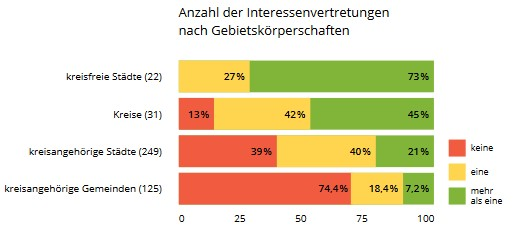 Anzahl der Interessenvertretungen
nach Gebietskörperschaften
kreisfreie Städte (22)
27%
73%
Kreise (31)
13%
42%
45%
kreisangehörige Städte (249)
39%
40%
21%
kreisangehörige Gemeinden (125)
74,4%
18,4%
7,2%
0
25
50
75
100
keine
eine
mehr
als eine